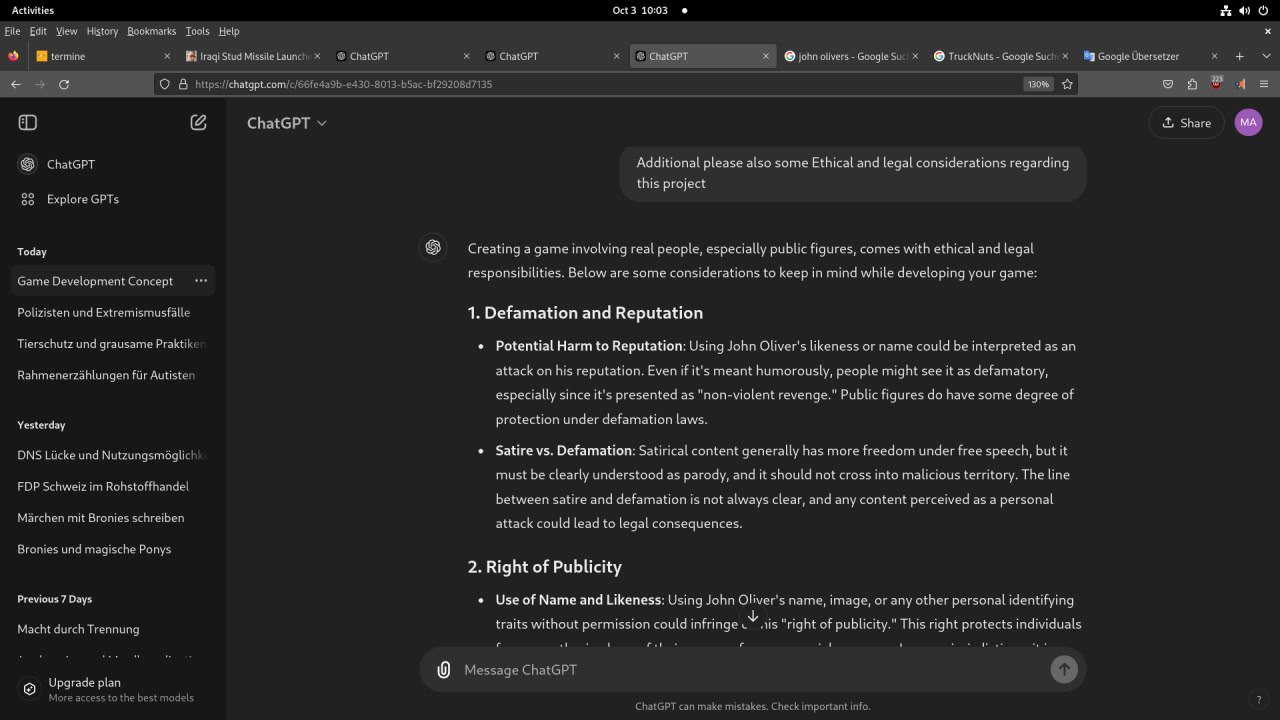 Activities
Oct 3 10:03
File Edit View History Bookmarks Tools Help
termine
Iraqi Stud Missile Launche
ChatGPT
ChatGPT
ChatGPT
john olivers - Google Suc
TruckNuts - Google Such
Google Übersetzer
https://chatgpt.com/c/66fe4a9b-e430-8013-b5ac-bf29208d7135
130%
223
ChatGPT
Explore GPTs
Today
Game Development Concept
Polizisten und Extremismusfälle
Tierschutz und grausame Praktiken
Rahmenerzählungen für Autisten
Yesterday
DNS Lücke und Nutzungsmöglichke
FDP Schweiz im Rohstoffhandel
Märchen mit Bronies schreiben
Bronies und magische Ponys
Previous 7 Days
Macht durch Trennung
Upgrade plan
More access to the best models
ChatGPT
Share
MA
Additional please also some Ethical and legal considerations regarding
this project
Creating a game involving real people, especially public figures, comes with ethical and legal
responsibilities. Below are some considerations to keep in mind while developing your game:
1. Defamation and Reputation
• Potential Harm to Reputation: Using John Oliver's likeness or name could be interpreted as an
attack on his reputation. Even if it's meant humorously, people might see it as defamatory,
especially since it's presented as "non-violent revenge." Public figures do have some degree of
protection under defamation laws.
• Satire vs. Defamation: Satirical content generally has more freedom under free speech, but it
must be clearly understood as parody, and it should not cross into malicious territory. The line
between satire and defamation is not always clear, and any content perceived as a personal
attack could lead to legal consequences.
2. Right of Publicity
• Use of Name and Likeness: Using John Oliver's name, image, or any other personal identifying
traits without permission could infringe his "right of publicity." This right protects individuals
Message ChatGPT
ChatGPT can make mistakes. Check important info.
?